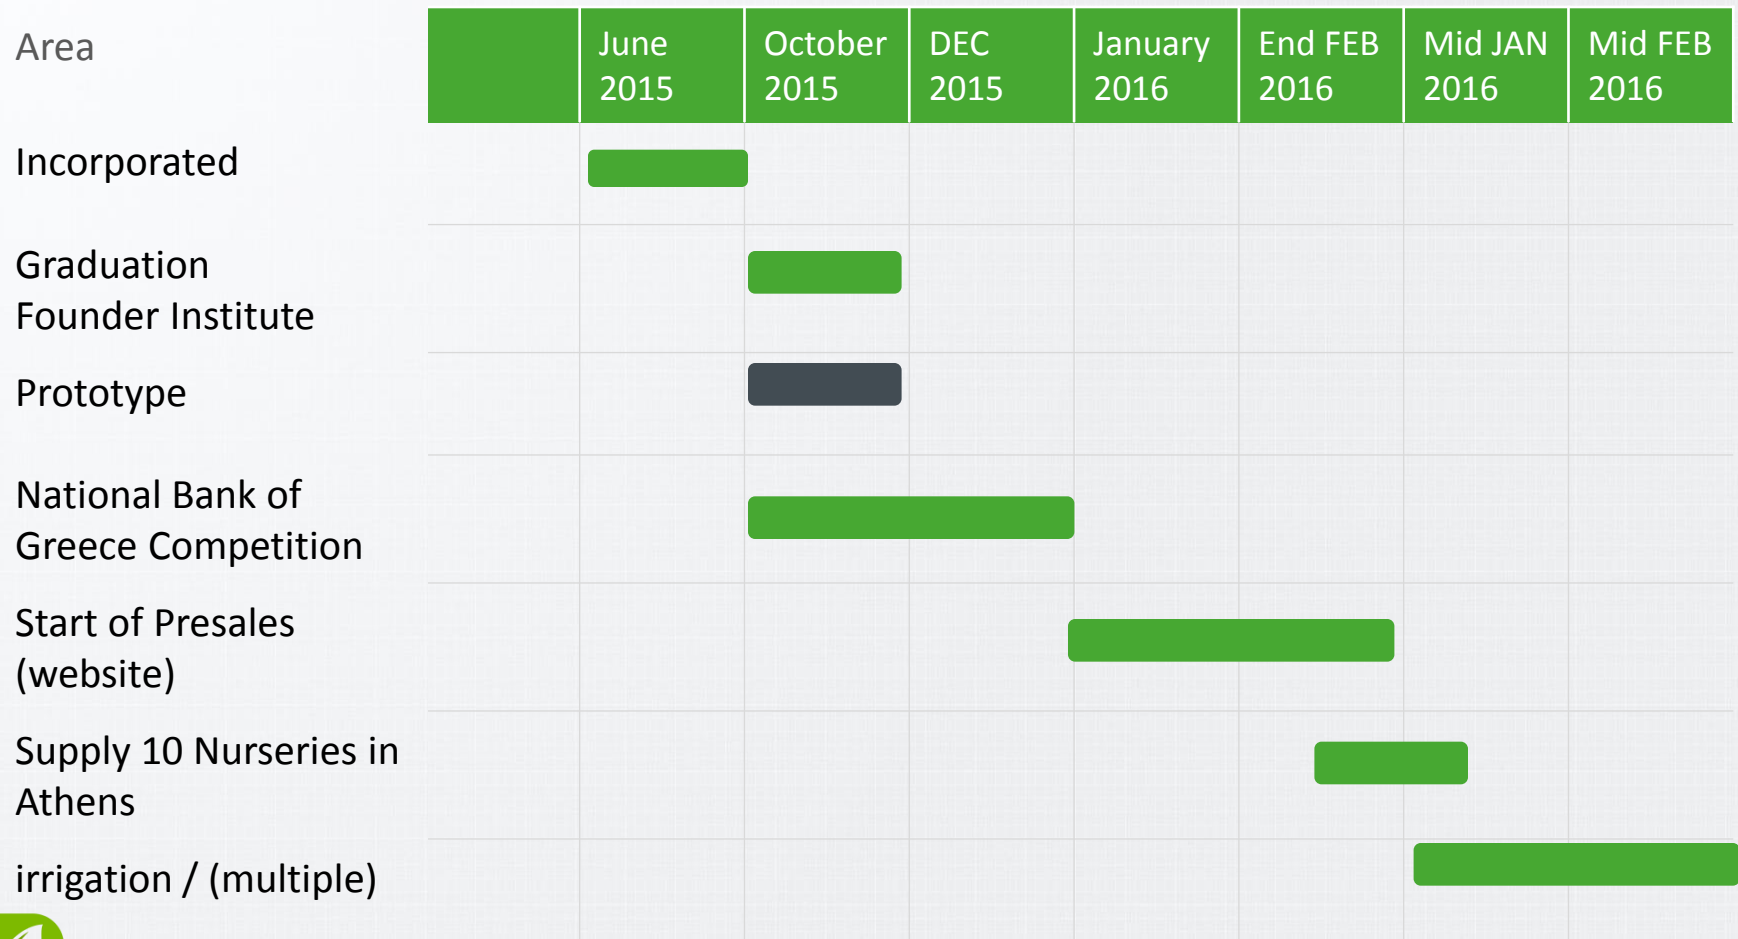 Area
June
2015
October
2015
DEC
2015
January
2016
End FEB
2016
Mid JAN
2016
Mid FEB
2016
Incorporated
Graduation
Founder Institute
Prototype
National Bank of
Greece Competition
Start of Presales
(website)
Supply 10 Nurseries in
Athens
irrigation / (multiple)